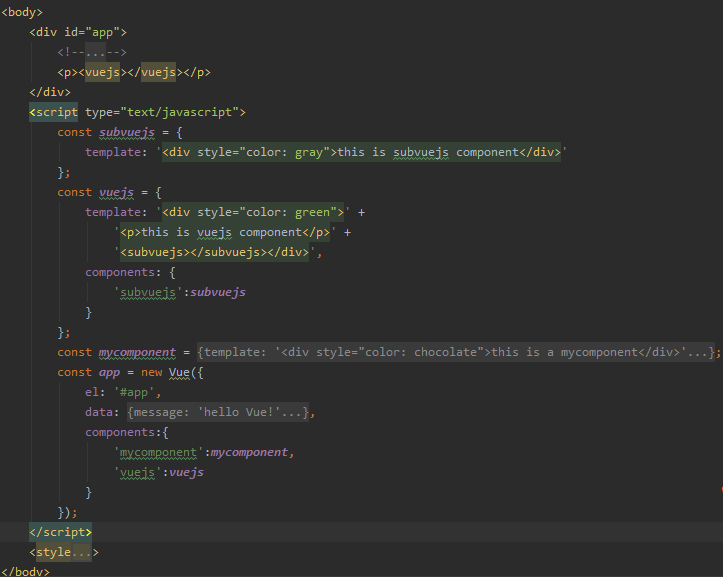 <body>
    <div id="app">
        <!--...-->
        <p><vuejs></vuejs></p>
    </div>
    <script type="text/javascript">
        const subvuejs = {
            template: '<div style="color: gray">this is subvuejs component</div>'
        };
        const vuejs = {
            template: '<div style="color: green">' +
                '<p>this is vuejs component</p>' +
                '<subvuejs></subvuejs></div>',
            components: {
                'subvuejs':subvuejs
            }
        };
        const mycomponent = {template: '<div style="color: chocolate">this is a mycomponent</div>'...};
        const app = new Vue({
            el: '#app',
            data: {message: 'hello Vue!'...},
            components:{
                'mycomponent':mycomponent,
                'vuejs':vuejs
            }
        });
    </script>
    <style...>
</body>